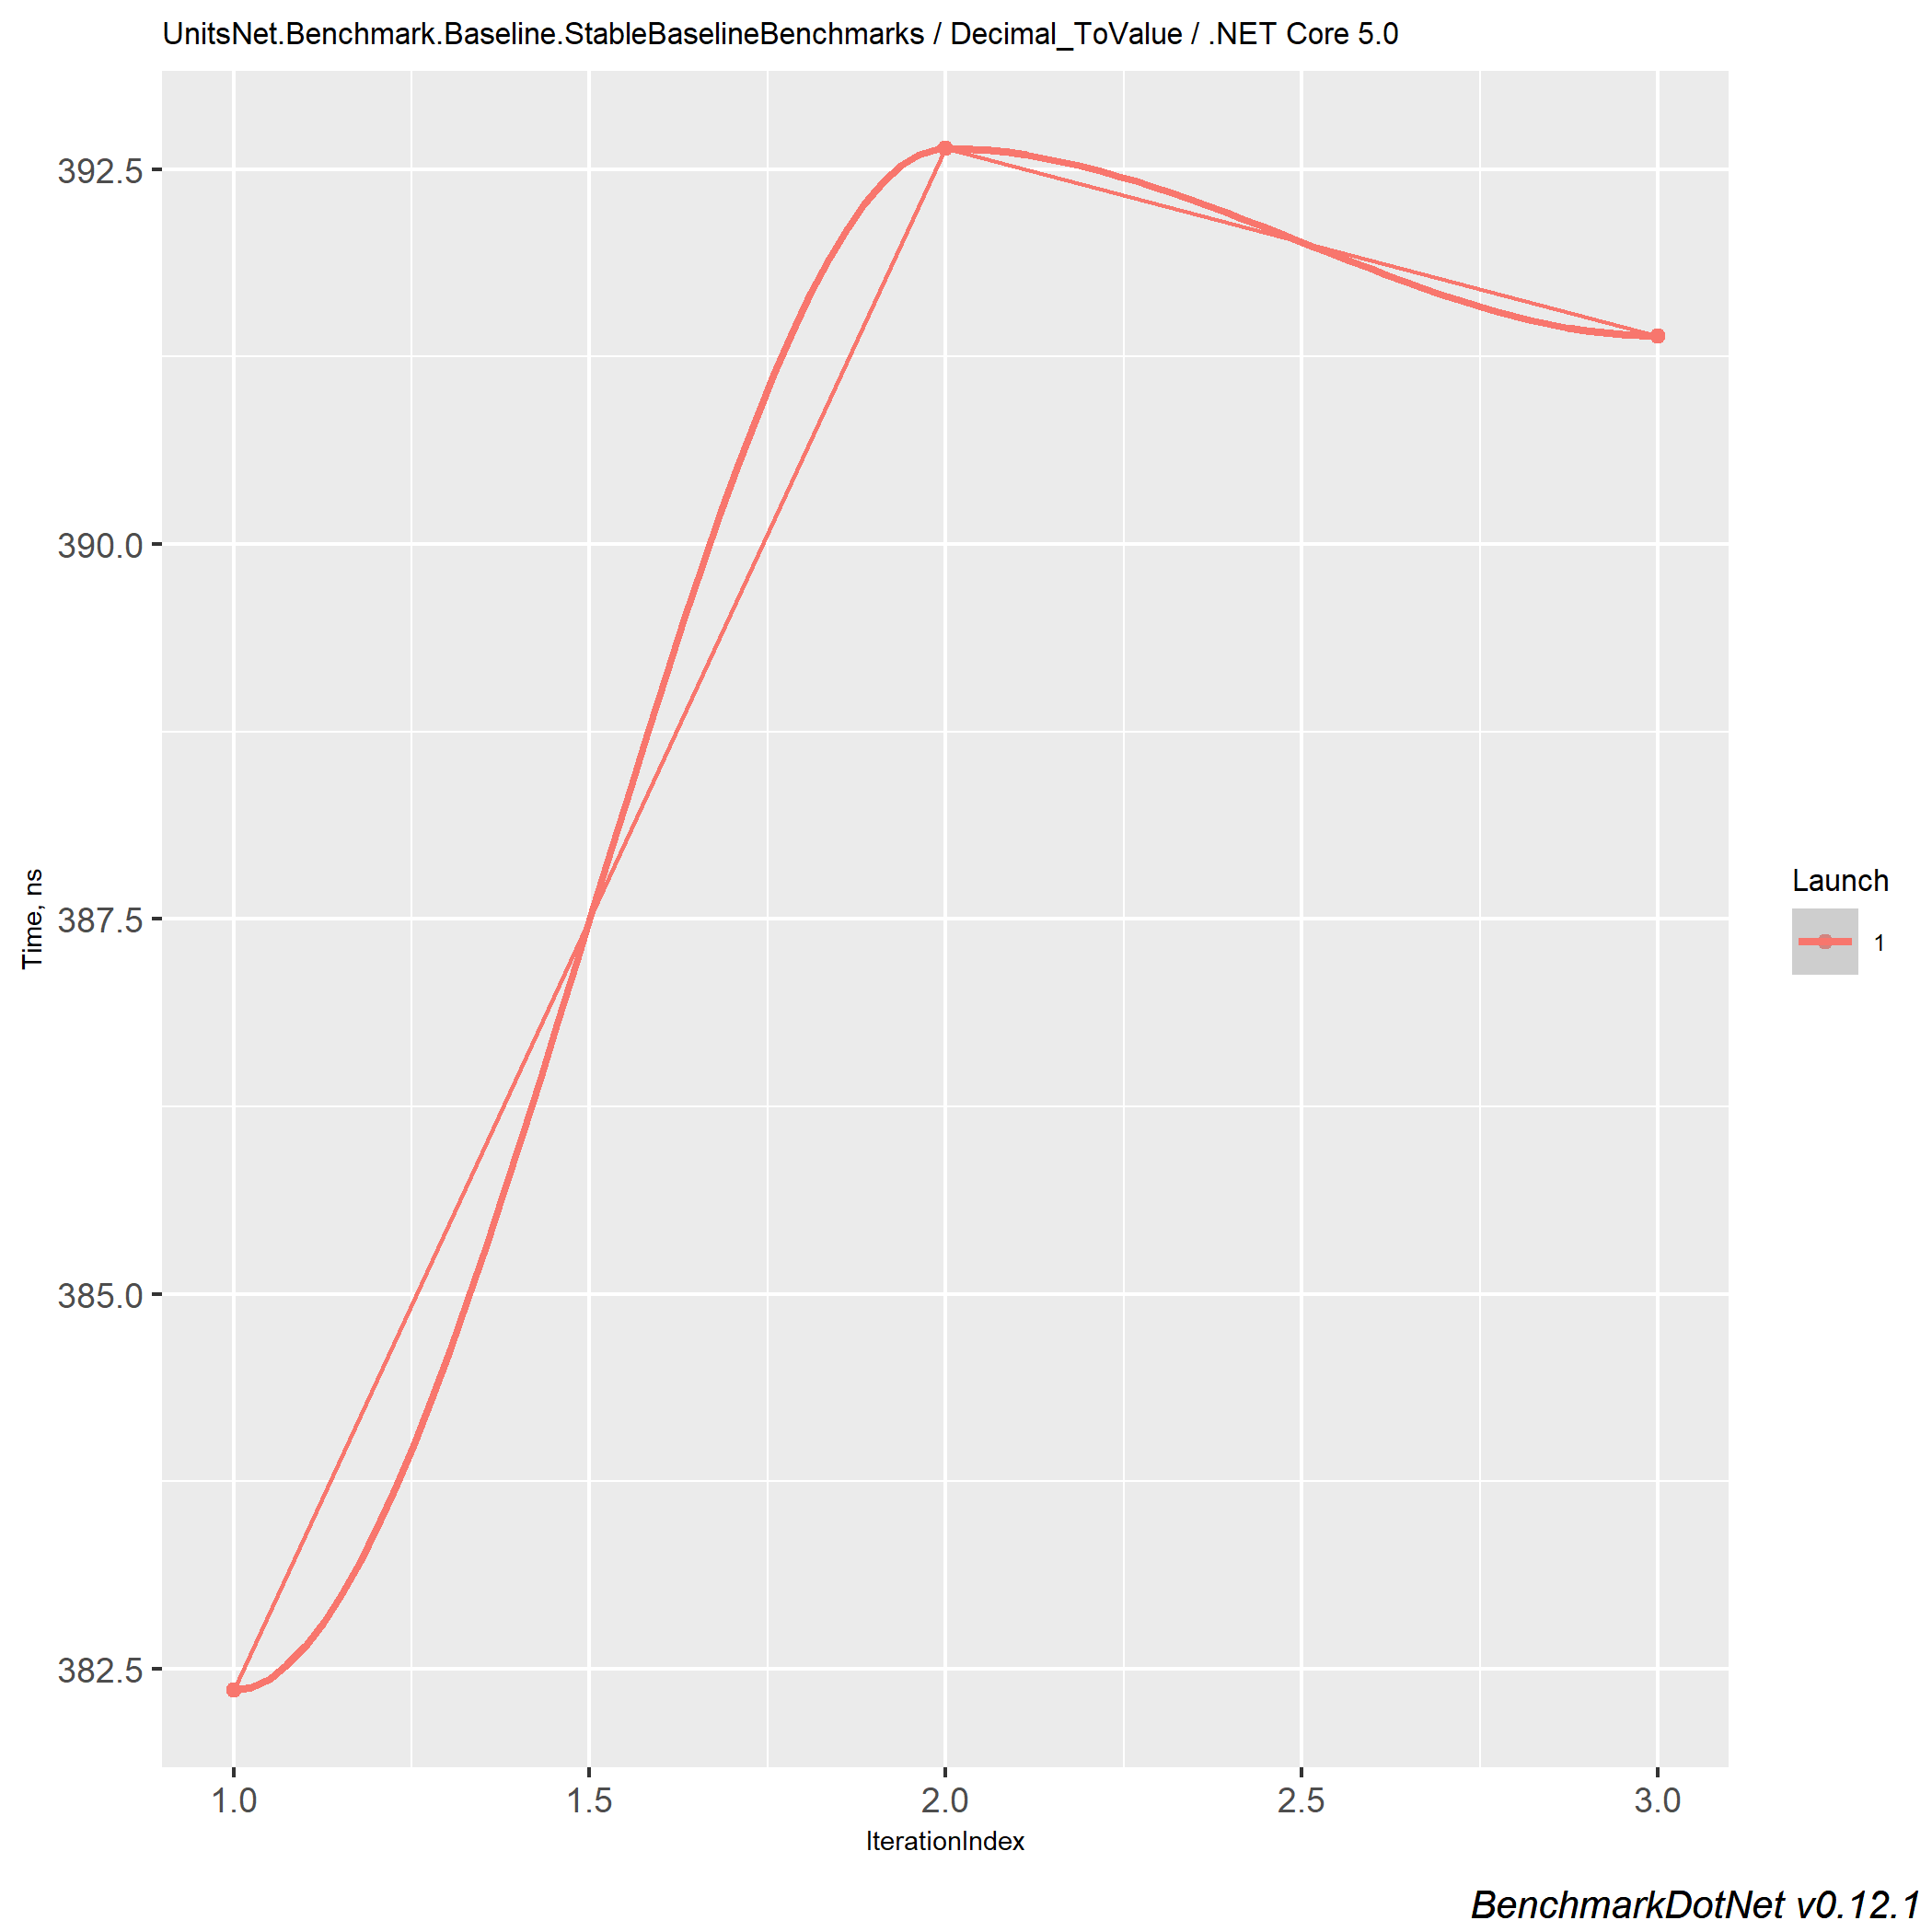 UnitsNet.Benchmark.Baseline.StableBaselineBenchmarks / Decimal_ToValue / .NET Core 5.0
392.5
390.0
387.5
385.0
382.5
Time, ns
1.0 1.5 2.0 2.5 3.0
IterationIndex
Launch
1
BenchmarkDotNet v0.12.1